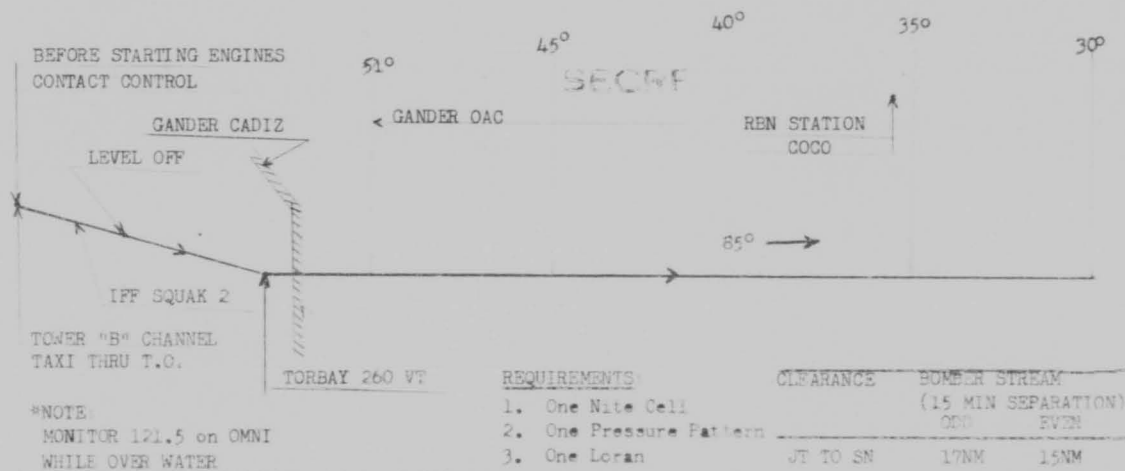 40° 35° 30°
45°
51°
BEFORE STARTING ENGINES
CONTACT CONTROL
GANDER CADIZ
< GANDER OAC
RBN STATION
COCO
LEVEL OFF
85°
IFF SQUAK 2
TOWER "B" CHANNEL
TAXI THRU T.O.
TORBAY 260 VT
*NOTE:
MONITOR 121.5 on OMNI
WHILE OVER WATER
REQUIREMENTS
1. One Nite Cell
2. One Pressure Pattern
3. One Loran
CLEARANCE BOMBER STREAM
(15 MIN SEPARATION)
ODD EVEN
JT TO SN 17NM 15NM